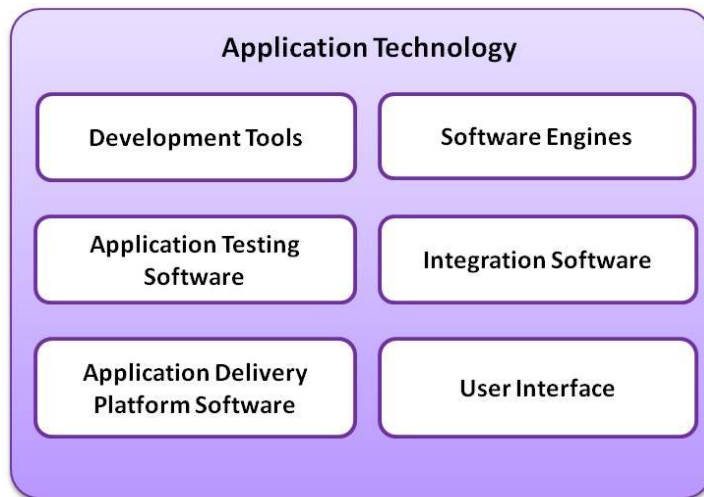 Application Technology
Development Tools
Software Engines
Application Testing
Software
Integration Software
Application Delivery
Platform Software
User Interface